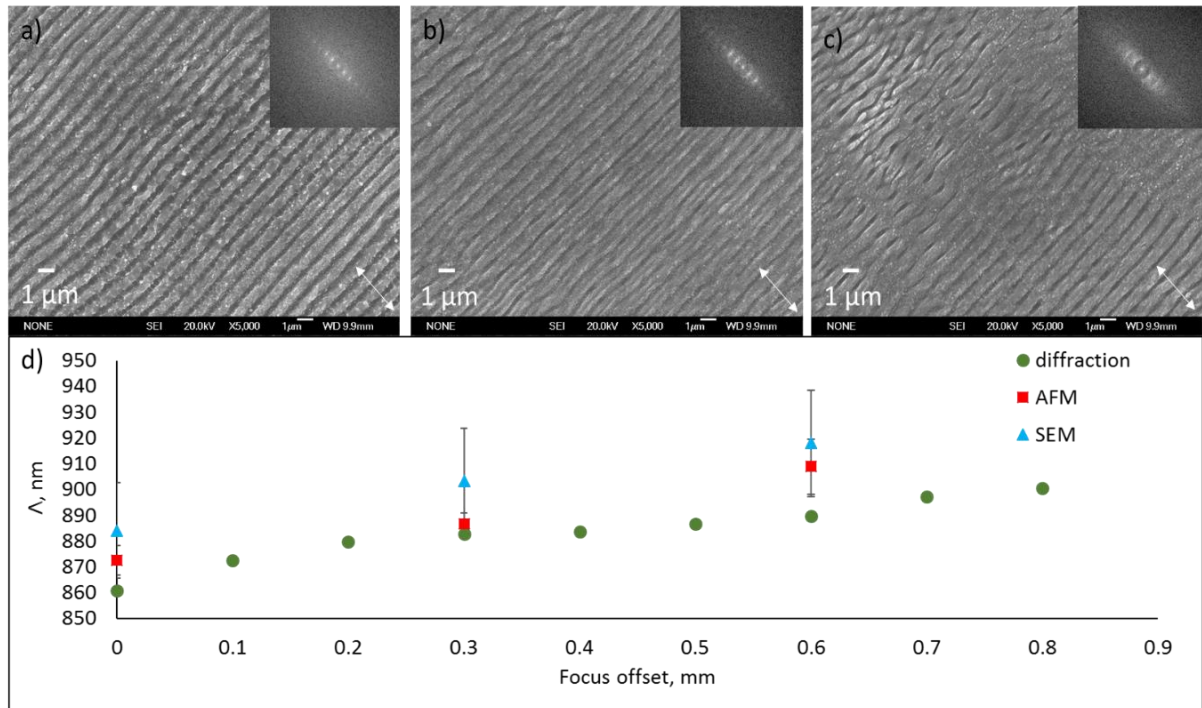 a)
b)
c)
1 μm
1 μm
1 μm
NONE SEI 20.0kV X5,000 1μm WD 9.9mm
NONE SEI 20.0kV X5,000 1μm WD 9.9mm
NONE SEI 20.0kV X5,000 1μm WD 9.9mm
d)
950
940
930
920
910
900
890
880
870
860
850
Λ, nm
diffraction
AFM
SEM
0 0.1 0.2 0.3 0.4 0.5 0.6 0.7 0.8 0.9
Focus offset, mm